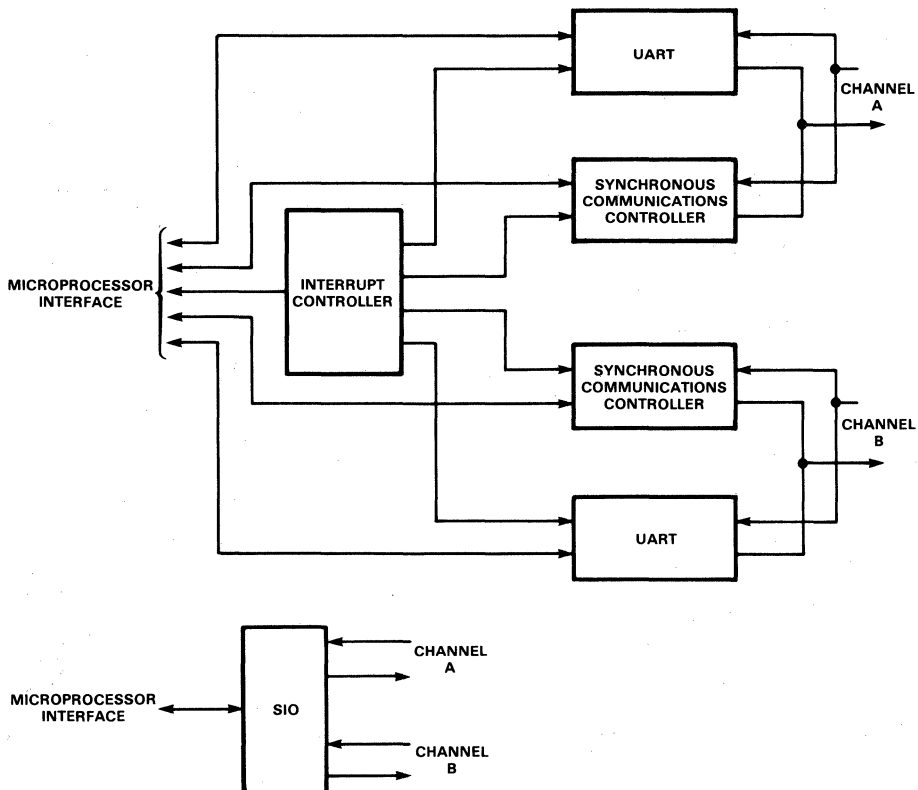 UART
CHANNEL
A
SYNCHRONOUS
COMMUNICATIONS
CONTROLLER
MICROPROCESSOR
INTERFACE
INTERRUPT
CONTROLLER
SYNCHRONOUS
COMMUNICATIONS
CONTROLLER
CHANNEL
B
UART
CHANNEL
A
MICROPROCESSOR
INTERFACE
SIO
CHANNEL
B